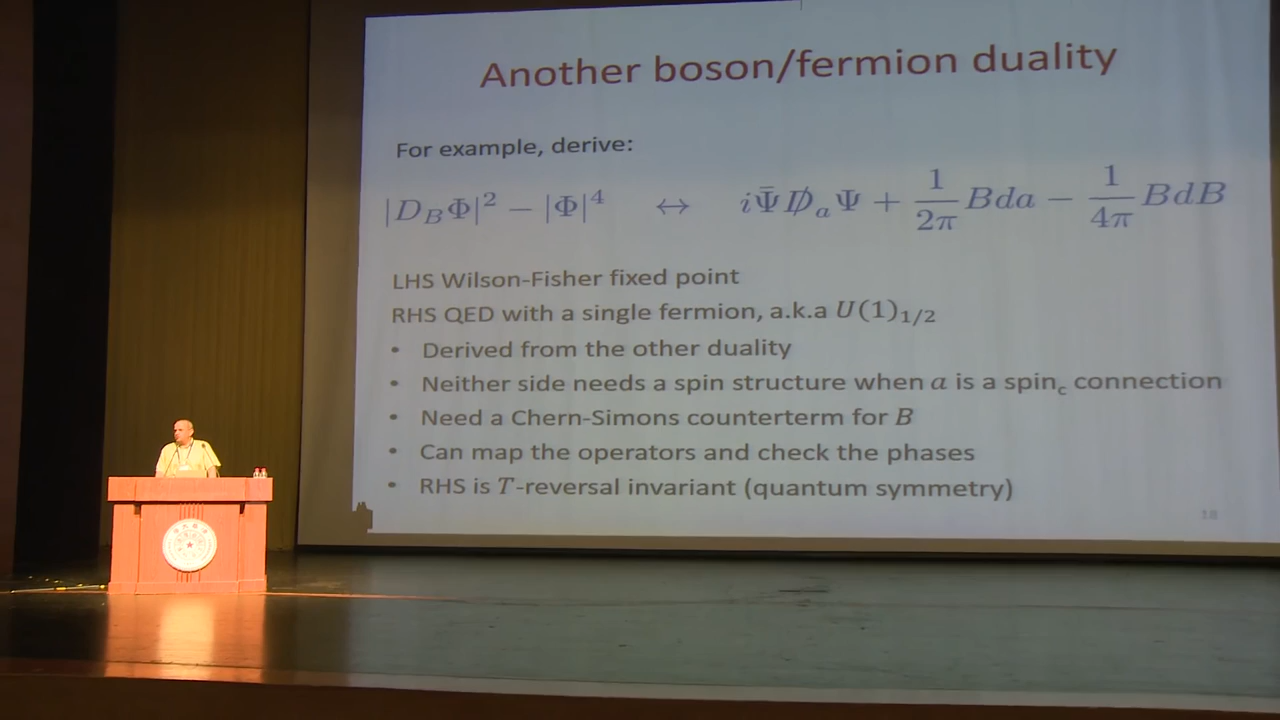 Another boson/fermion duality
For example, derive:
|D_BΦ|² − |Φ|⁴ ↔ iΨ̄D̸_aΨ + 1/2π Bda − 1/4π BdB
LHS Wilson-Fisher fixed point
RHS QED with a single fermion, a.k.a U(1)_{1/2}
• Derived from the other duality
• Neither side needs a spin structure when a is a spin_c connection
• Need a Chern-Simons counterterm for B
• Can map the operators and check the phases
• RHS is T-reversal invariant (quantum symmetry)